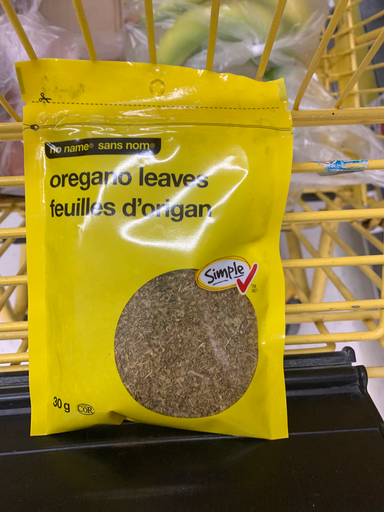 no name® sans nom®
oregano leaves
feuilles d'origan
Simple
30 g COR